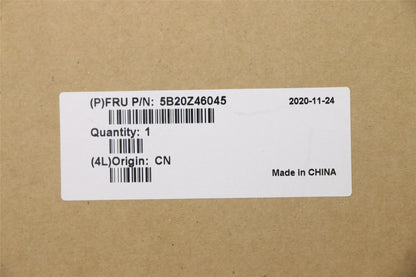 (P)FRU P/N: 5B20Z46045 2020-11-24
Quantity: 1
(4L)Origin: CN
Made in CHINA